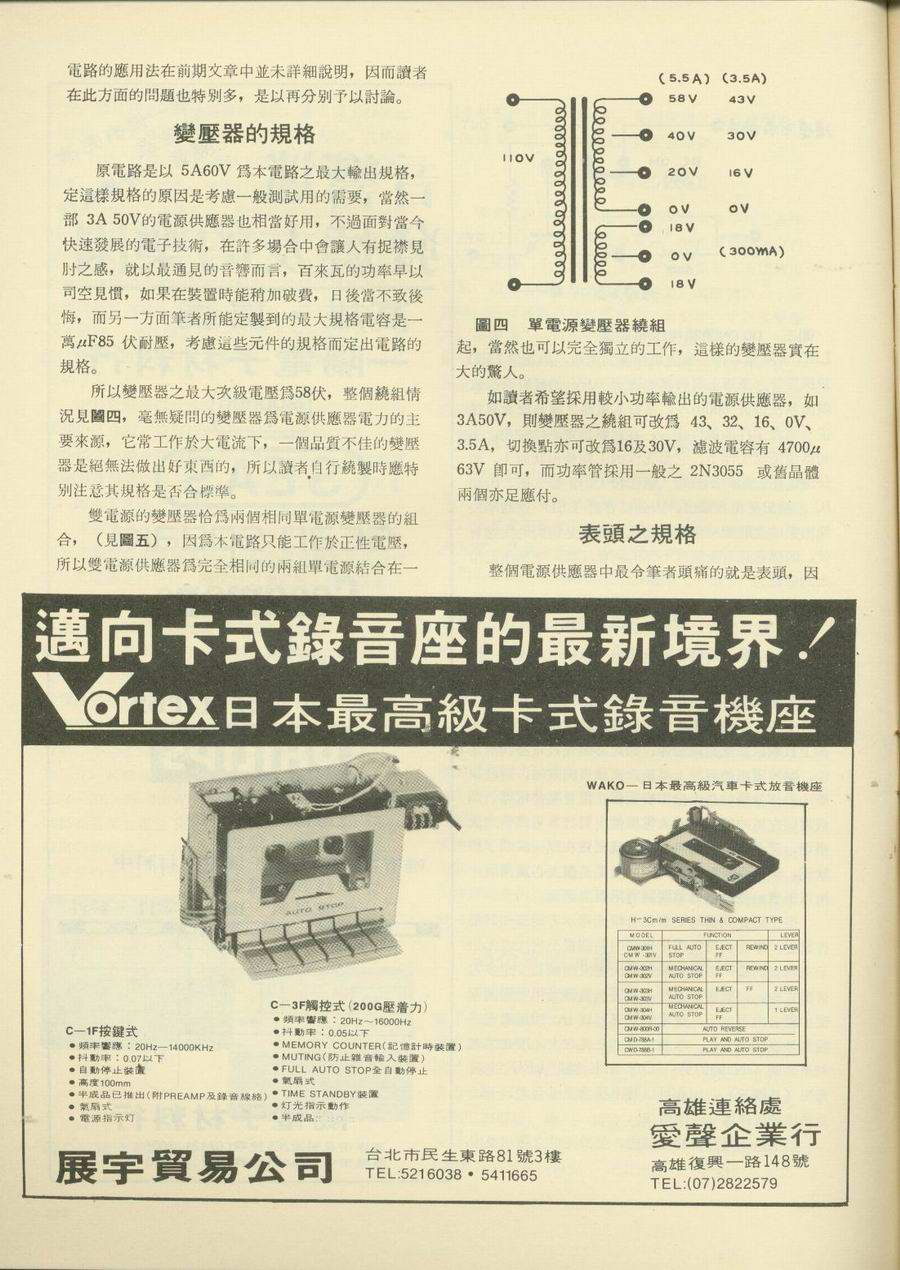 電路的應用法在前期文章中並未詳細說明，因而讀者
在此方面的問題也特別多，是以再分別予以討論。
變壓器的規格
原電路是以 5A60V 爲本電路之最大輸出規格，
定這樣規格的原因是考慮一般測試用的需要，當然一
部 3A 50V的電源供應器也相當好用，不過面對當今
快速發展的電子技術，在許多場合中會讓人有捉襟見
肘之感，就以最通見的音響而言，百來瓦的功率早以
司空見慣，如果在裝置時能稍加破費，日後當不致後
悔，而另一方面筆者所能定製到的最大規格電容是一
萬μF85 伏耐壓，考慮這些元件的規格而定出電路的
規格。
所以變壓器之最大次級電壓爲58伏，整個繞組情
況見圖四，毫無疑問的變壓器爲電源供應器電力的主
要來源，它常工作於大電流下，一個品質不佳的變壓
器是絕無法做出好東西的，所以讀者自行繞製時應特
別注意其規格是否合標準。
雙電源的變壓器恰爲兩個相同單電源變壓器的組
合，（見圖五），因爲本電路只能工作於正性電壓，
所以雙電源供應器爲完全相同的兩組單電源結合在一
(5.5A) (3.5A)
58V 43V
40V 30V
110V
20V 16V
0V 0V
18V
0V (300mA)
18V
圖四 單電源變壓器繞組
起，當然也可以完全獨立的工作，這樣的變壓器實在
大的驚人。
如讀者希望採用較小功率輸出的電源供應器，如
3A50V，則變壓器之繞組可改爲 43、32、16、0V、
3.5A，切換點亦可改爲16及30V，濾波電容有 4700μ
63V 卽可，而功率管採用一般之 2N3055 或舊晶體
兩個亦足應付。
表頭之規格
整個電源供應器中最令筆者頭痛的就是表頭，因
邁向卡式錄音座的最新境界！
Vortex日本最高級卡式錄音機座
AUTO STOP
C—1F按鍵式
●頻率響應：20Hz—14000KHz
●抖動率：0.07以下
●自動停止裝置
●高度100mm
●半成品已推出(附PREAMP及錄音線絡)
●氣扇式
●電源指示灯
C—3F觸控式(200G壓着力)
●頻率響應：20Hz～16000Hz
●抖動率：0.05以下
●MEMORY COUNTER(記憶計時裝置)
●MUTING(防止雜音輸入裝置)
●FULL AUTO STOP全自動停止
●氣扇式
●TIME STANDBY裝置
●灯光指示動作
●半成品
WAKO—日本最高級汽車卡式放音機座
H—3Cm/m SERIES THIN & COMPACT TYPE
MODEL FUNCTION LEVER
CMW-301H FULL AUTO EJECT REWIND 2 LEVER
CMW-301V STOP FF
CMW-302H MECHANICAL EJECT REWIND 2 LEVER
CMW-302V AUTO STOP FF
CMW-303H MECHANICAL EJECT FF 2 LEVER
CMW-303V AUTO STOP
CMW-304H MECHANICAL EJECT 1 LEVER
CMW-304V AUTO STOP FF
CMW-800R-00 AUTO REVERSE
CMD-788A-1 PLAY AND AUTO STOP
CWD-788B-1 PLAY AND AUTO STOP
展宇貿易公司
台北市民生東路81號3樓
TEL:5216038・5411665
高雄連絡處
愛聲企業行
高雄復興一路148號
TEL:(07)2822579